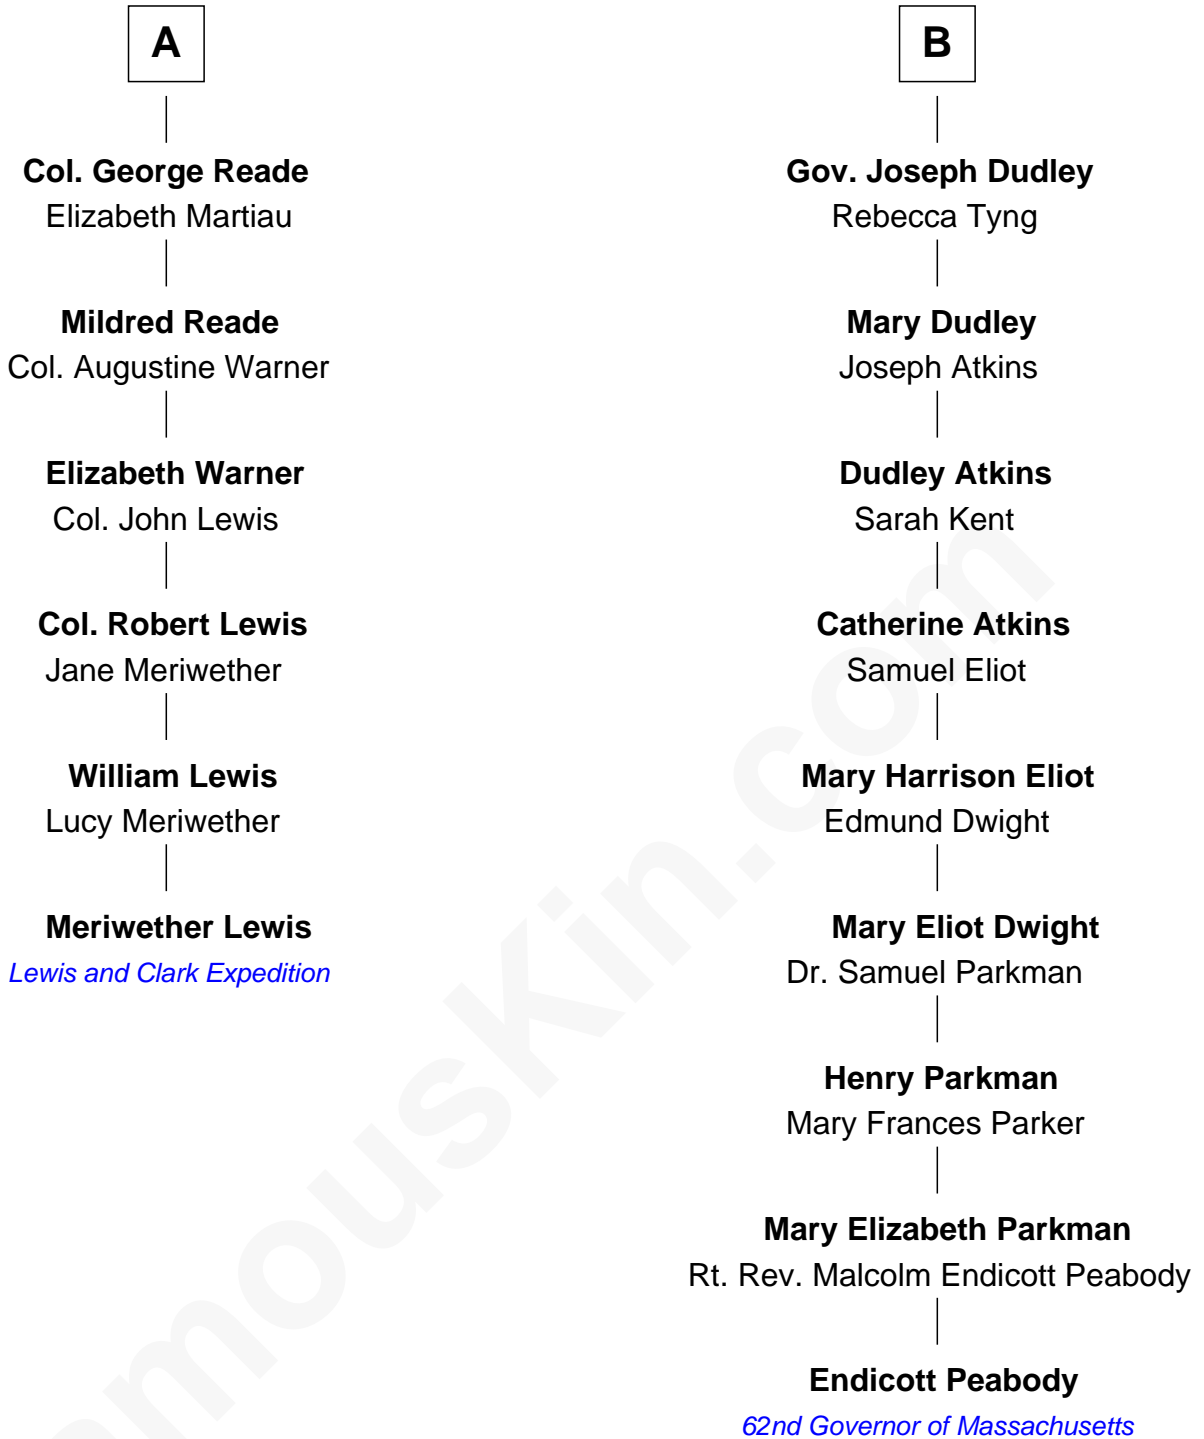 A
Col. George Reade
Elizabeth Martiau
Mildred Reade
Col. Augustine Warner
Elizabeth Warner
Col. John Lewis
Col. Robert Lewis
Jane Meriwether
William Lewis
Lucy Meriwether
Meriwether Lewis
Lewis and Clark Expedition
B
Gov. Joseph Dudley
Rebecca Tyng
Mary Dudley
Joseph Atkins
Dudley Atkins
Sarah Kent
Catherine Atkins
Samuel Eliot
Mary Harrison Eliot
Edmund Dwight
Mary Eliot Dwight
Dr. Samuel Parkman
Henry Parkman
Mary Frances Parker
Mary Elizabeth Parkman
Rt. Rev. Malcolm Endicott Peabody
Endicott Peabody
62nd Governor of Massachusetts
amousKin.com